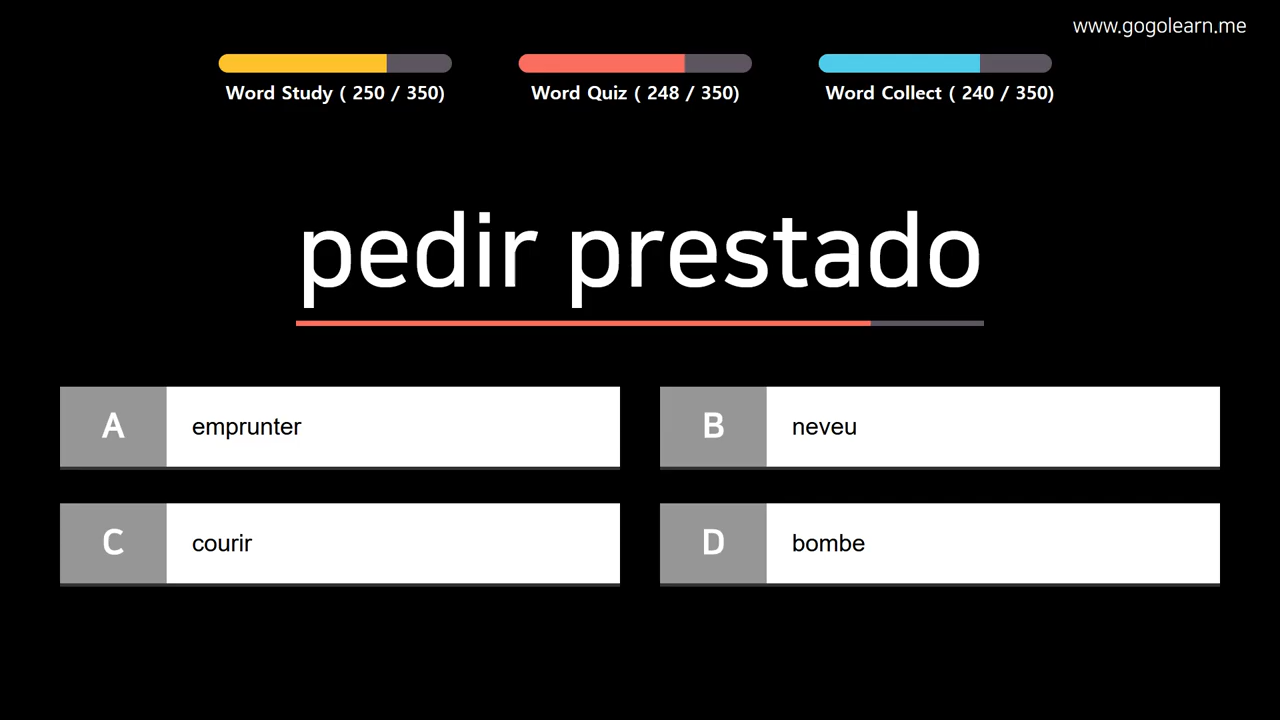 www.gogolearn.me
Word Study ( 250 / 350)
Word Quiz ( 248 / 350)
Word Collect ( 240 / 350)
pedir prestado
A emprunter
B neveu
C courir
D bombe